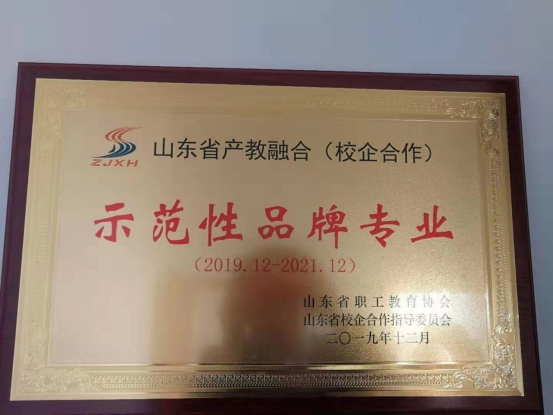 ZJXH
山东省产教融合（校企合作）
示范性品牌专业
(2019.12-2021.12)
山东省职工教育协会
山东省校企合作指导委员会
二〇一九年十二月